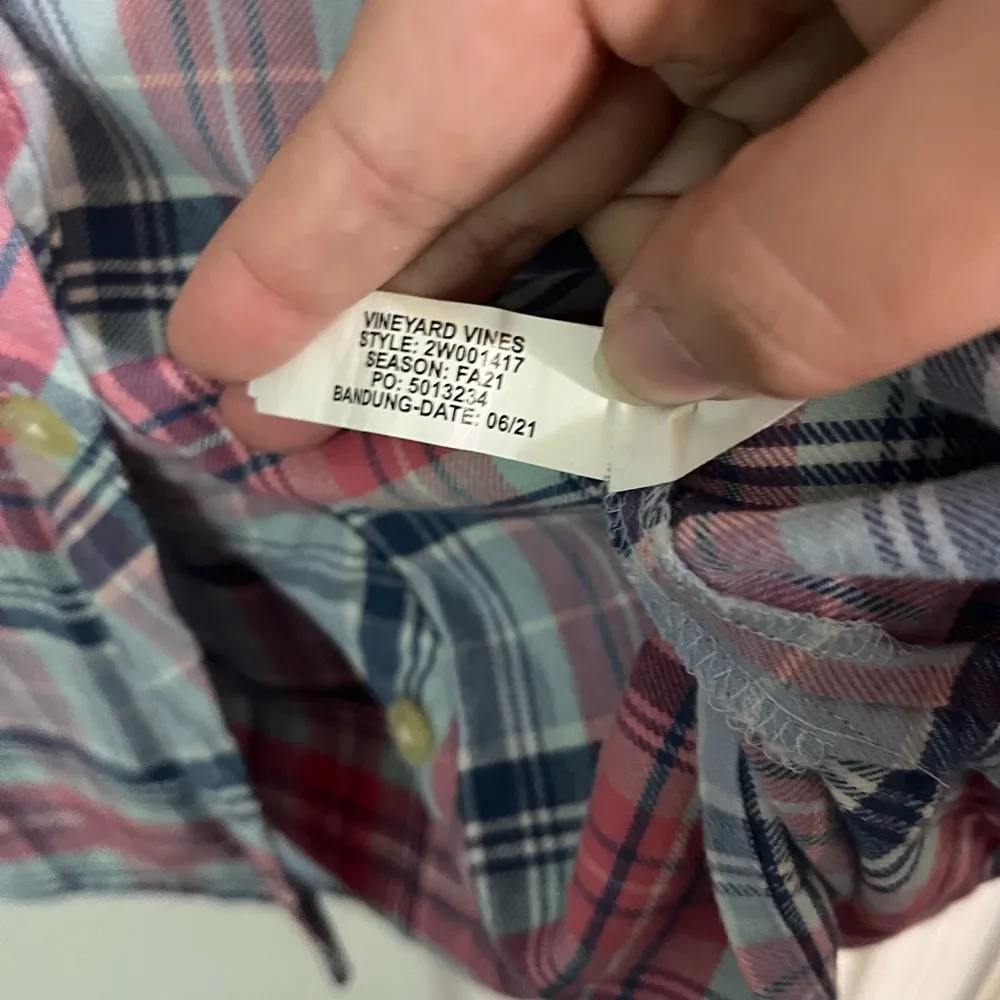 VINEYARD VINES
STYLE: 2W001417
SEASON: FA21
PO: 5013234
BANDUNG-DATE: 06/21